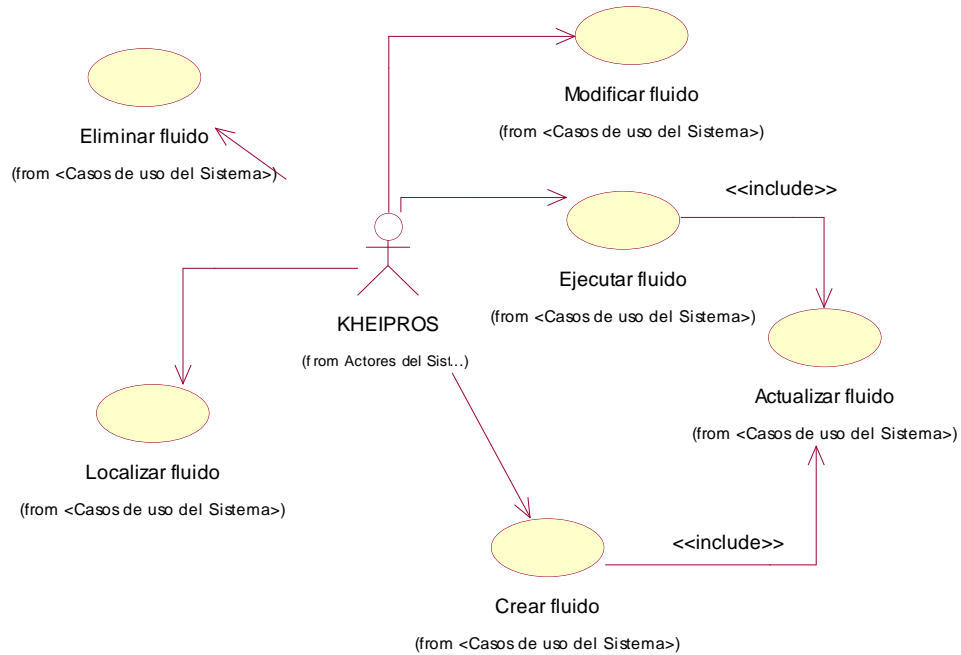 Modificar fluido
(from <Casos de uso del Sistema>)
Eliminar fluido
(from <Casos de uso del Sistema>)
<<include>>
Ejecutar fluido
(from <Casos de uso del Sistema>)
KHEIPROS
(from Actores del Sist...)
Actualizar fluido
(from <Casos de uso del Sistema>)
Localizar fluido
(from <Casos de uso del Sistema>)
<<include>>
Crear fluido
(from <Casos de uso del Sistema>)